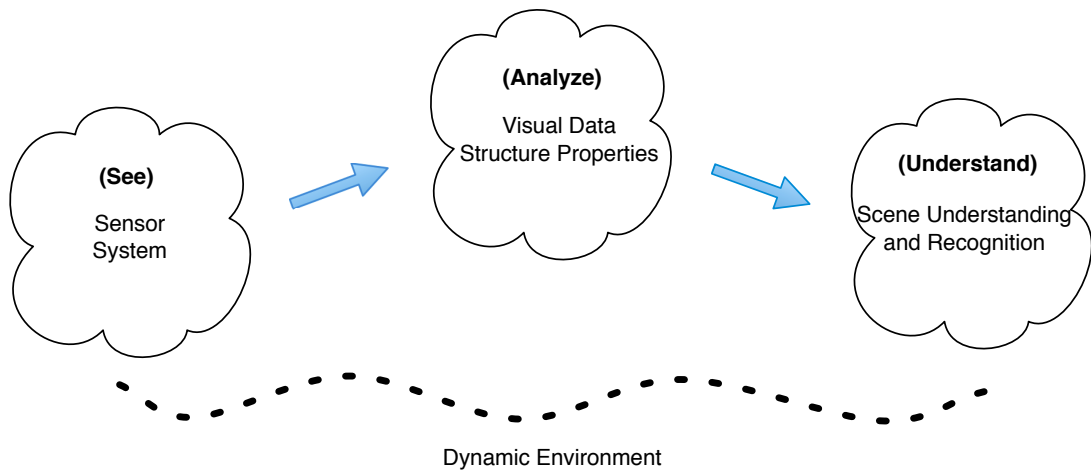 (See)
Sensor
System
(Analyze)
Visual Data
Structure Properties
(Understand)
Scene Understanding
and Recognition
Dynamic Environment